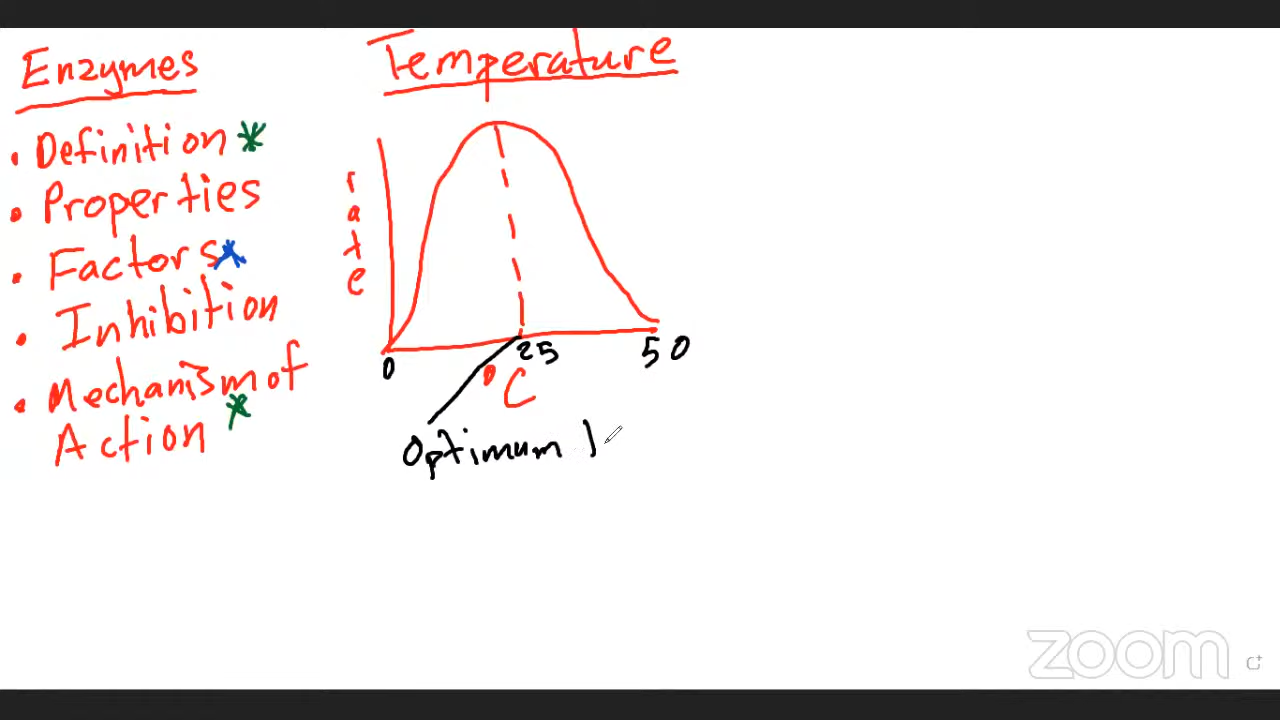 Enzymes
• Definition *
• Properties
• Factors *
• Inhibition
• Mechanism of
Action *
Temperature
rate
0
25
50
°C
Optimum
zoom